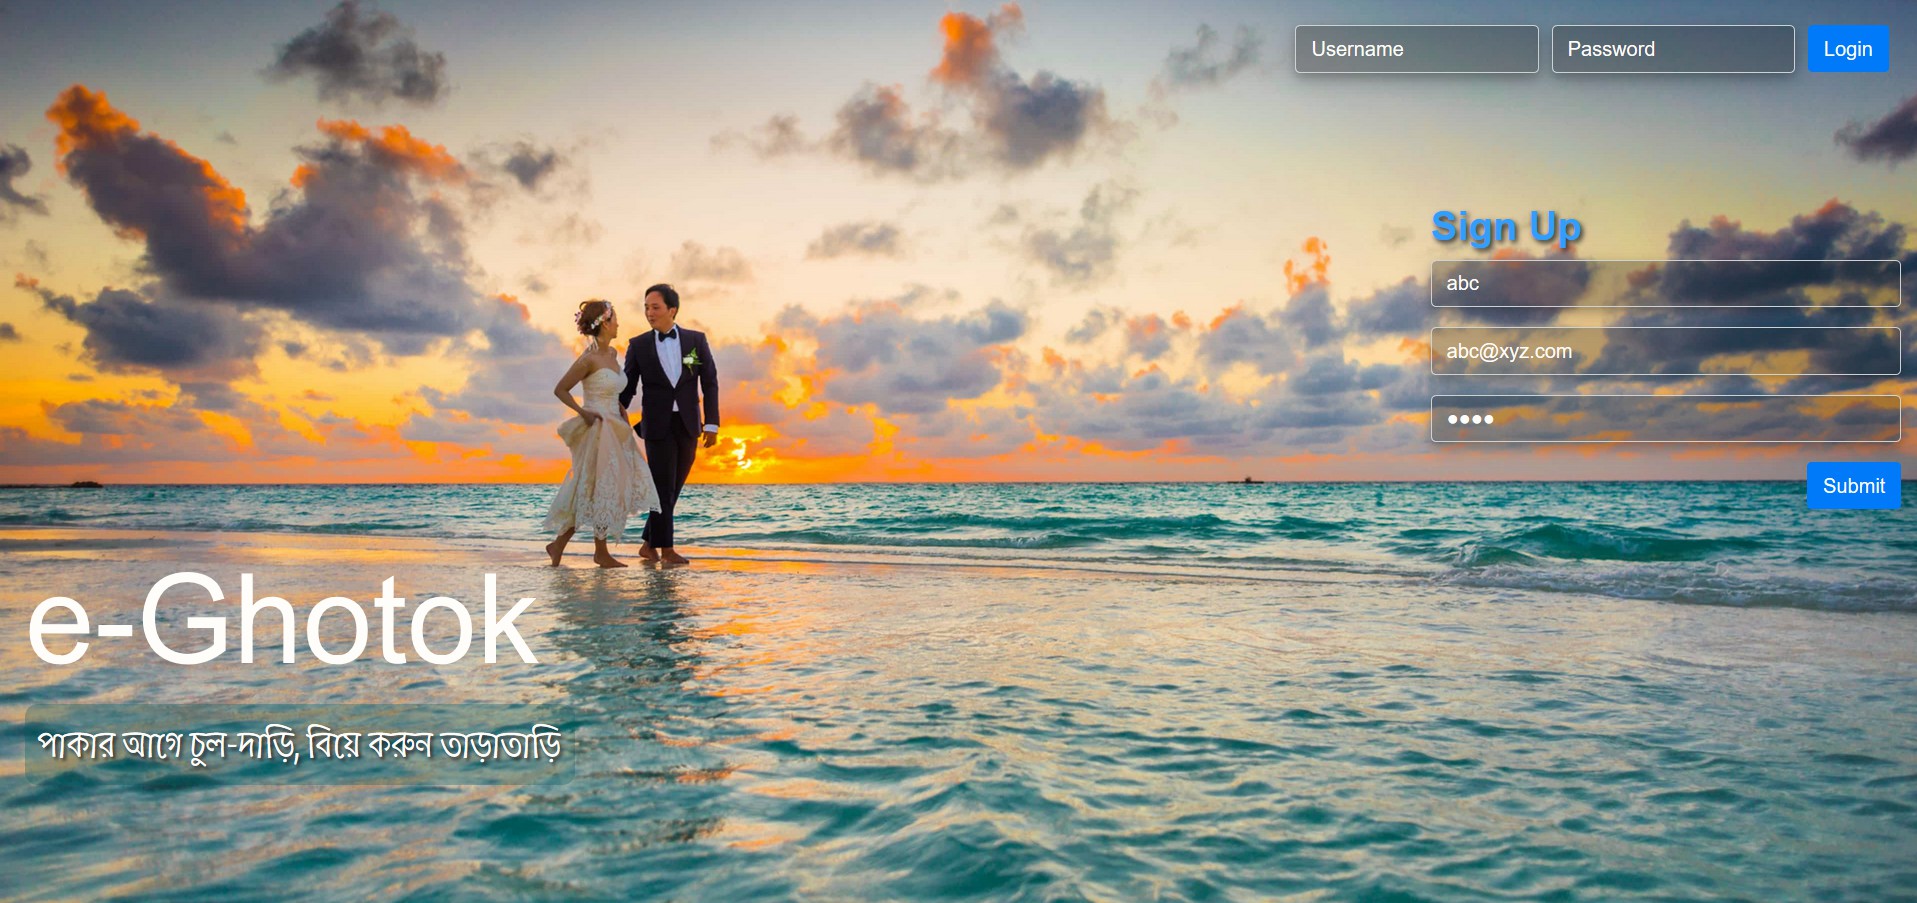 Username Password Login
Sign Up
abc
abc@xyz.com
••••
Submit
e-Ghotok
পাকার আগে চুল-দাড়ি, বিয়ে করুন তাড়াতাড়ি